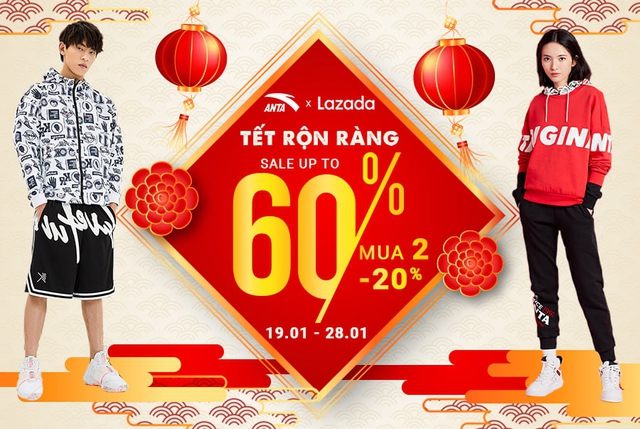 ANTA x Lazada
TẾT RỘN RÀNG
SALE UP TO
60%
MUA 2
-20%
19.01 - 28.01